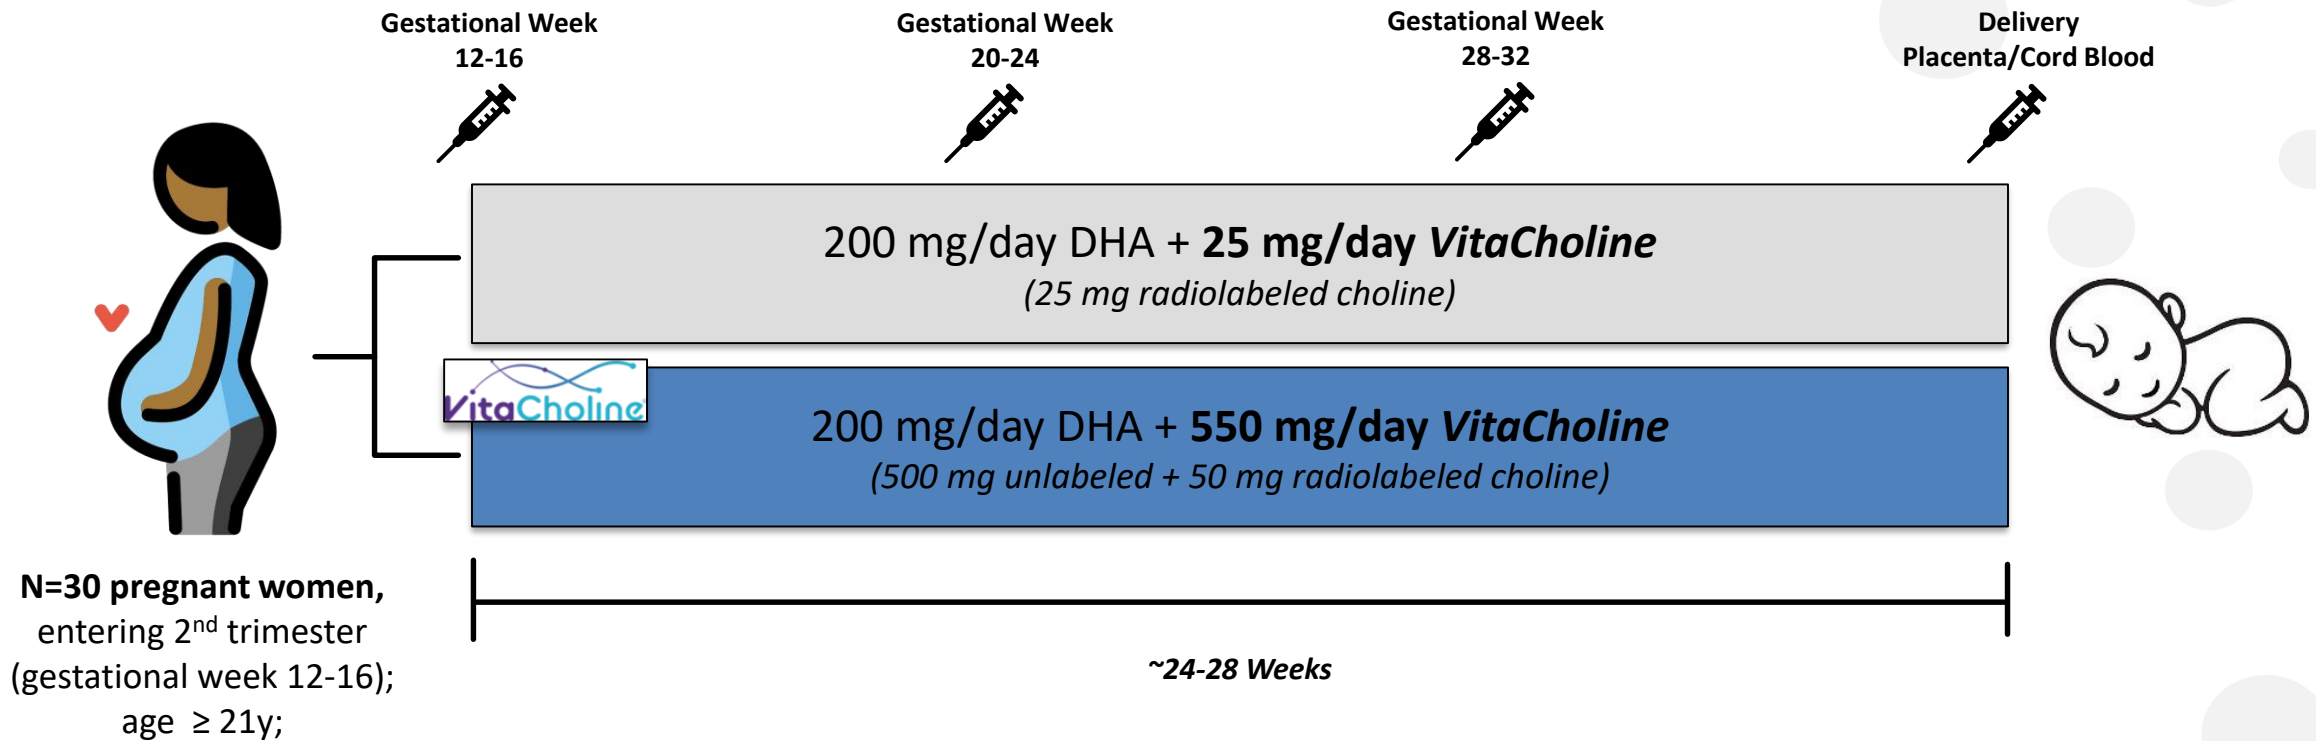 Gestational Week
12-16
Gestational Week
20-24
Gestational Week
28-32
Delivery
Placenta/Cord Blood
200 mg/day DHA + 25 mg/day VitaCholine
(25 mg radiolabeled choline)
VitaCholine
200 mg/day DHA + 550 mg/day VitaCholine
(500 mg unlabeled + 50 mg radiolabeled choline)
N=30 pregnant women,
entering 2nd trimester
(gestational week 12-16);
age ≥ 21y;
~24-28 Weeks